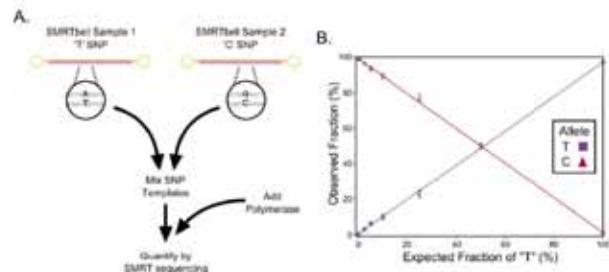 A.
SMRTbell Sample 1
'T' SNP
SMRTbell Sample 2
'C' SNP
A
T
G
C
Mix SNP
Templates
Add
Polymerase
Quantify by
SMRT sequencing
B.
Observed Fraction (%)
100
80
60
40
20
0
0
20
40
60
80
100
Expected Fraction of "T" (%)
Allele
T
C